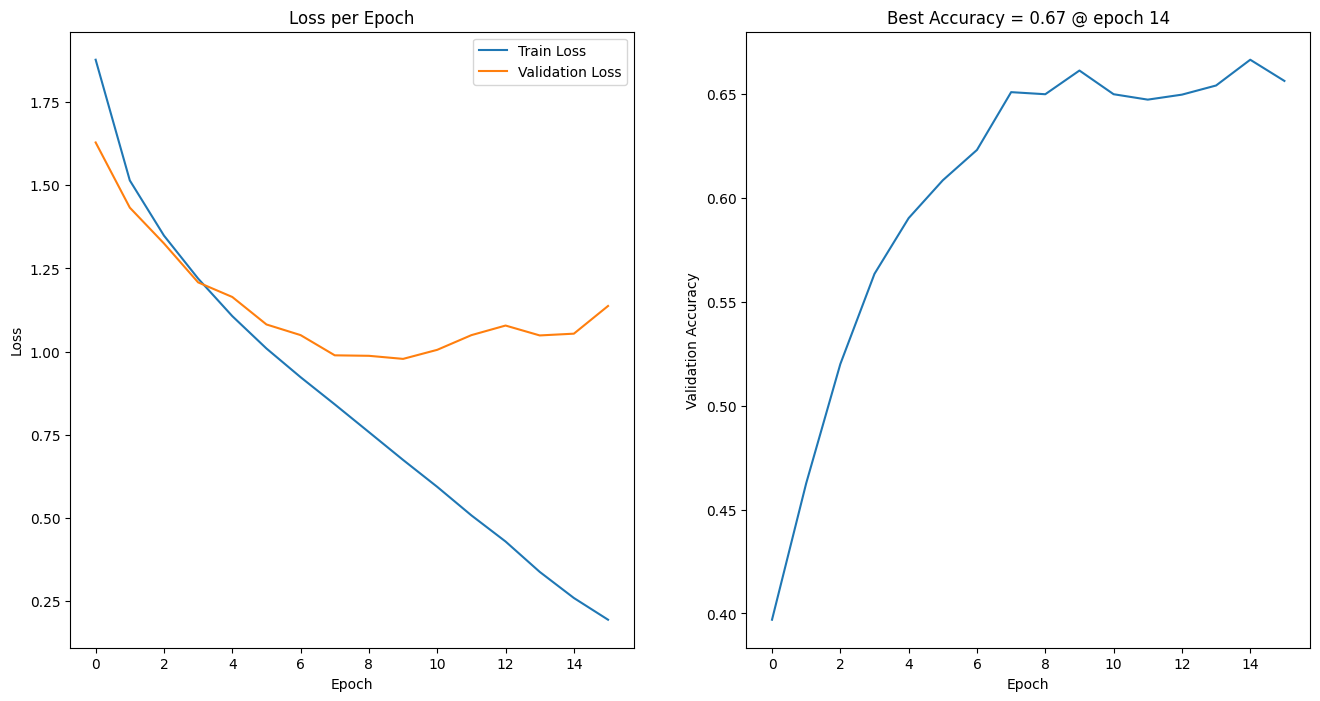 Loss per Epoch
Train Loss
Validation Loss
1.75
1.50
1.25
1.00
0.75
0.50
0.25
Loss
0 2 4 6 8 10 12 14
Epoch
Best Accuracy = 0.67 @ epoch 14
0.65
0.60
0.55
0.50
0.45
0.40
Validation Accuracy
0 2 4 6 8 10 12 14
Epoch